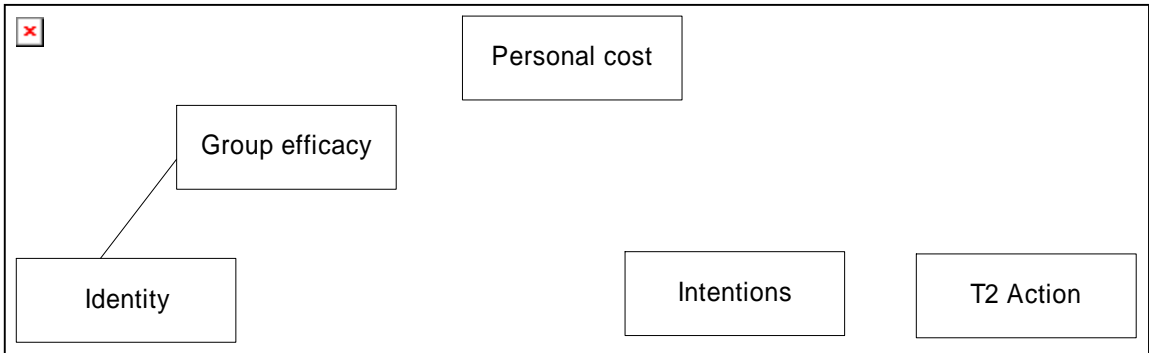 Personal cost
Group efficacy
Identity
Intentions
T2 Action